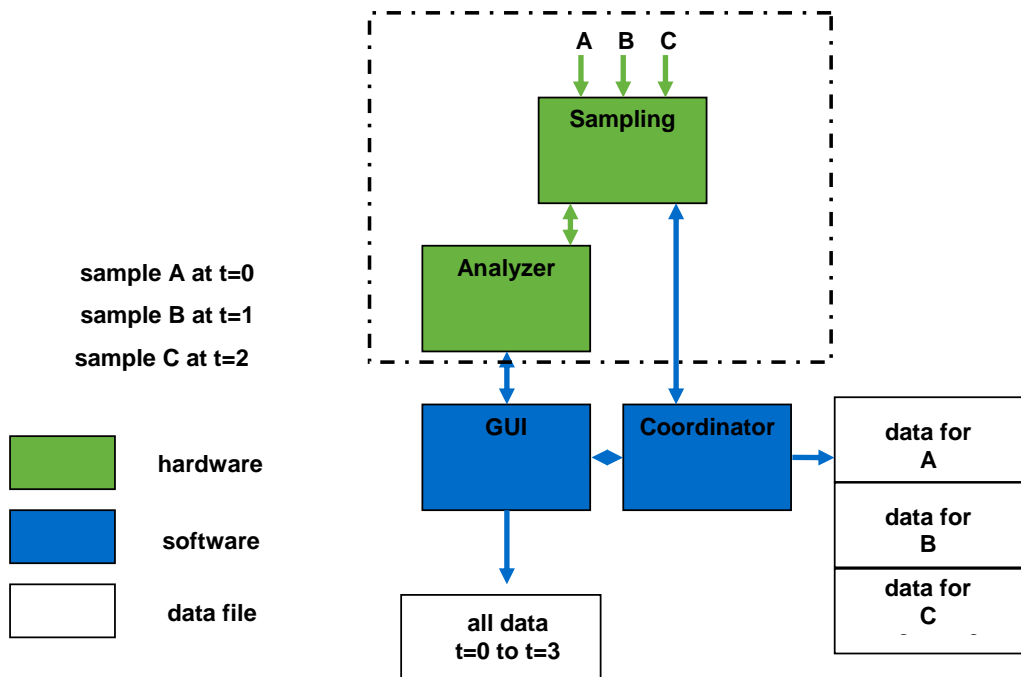 A B C
Sampling
Analyzer
sample A at t=0
sample B at t=1
sample C at t=2
GUI
Coordinator
data for
A
hardware
data for
B
software
data for
C
data file
all data
t=0 to t=3